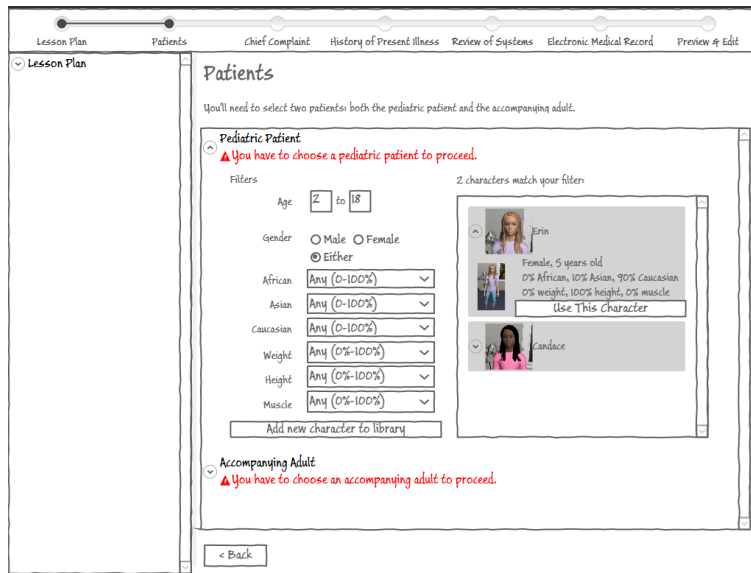 Lesson Plan Patients Chief Complaint History of Present Illness Review of Systems Electronic Medical Record Preview & Edit
Lesson Plan
Patients
You'll need to select two patients: both the pediatric patient and the accompanying adult.
Pediatric Patient
You have to choose a pediatric patient to proceed.
Filters
Age 2 to 18
Gender Male Female
Either
African Any (0-100%)
Asian Any (0-100%)
Caucasian Any (0-100%)
Weight Any (0%-100%)
Height Any (0%-100%)
Muscle Any (0%-100%)
Add new character to library
2 characters match your filter:
Erin
Female, 5 years old
0% African, 10% Asian, 90% Caucasian
0% weight, 100% height, 0% muscle
Use This Character
Candace
Accompanying Adult
You have to choose an accompanying adult to proceed.
< Back